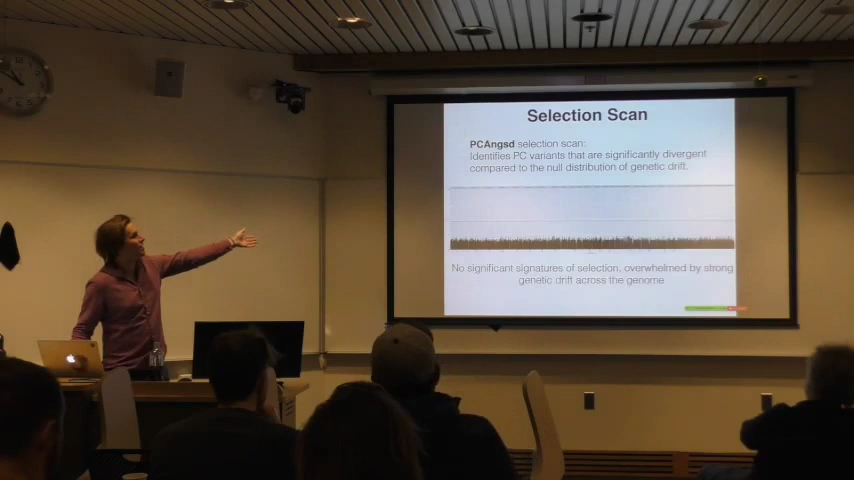 Selection Scan
PCAngsd selection scan:
Identifies PC variants that are significantly divergent
compared to the null distribution of genetic drift.
No significant signatures of selection, overwhelmed by strong
genetic drift across the genome